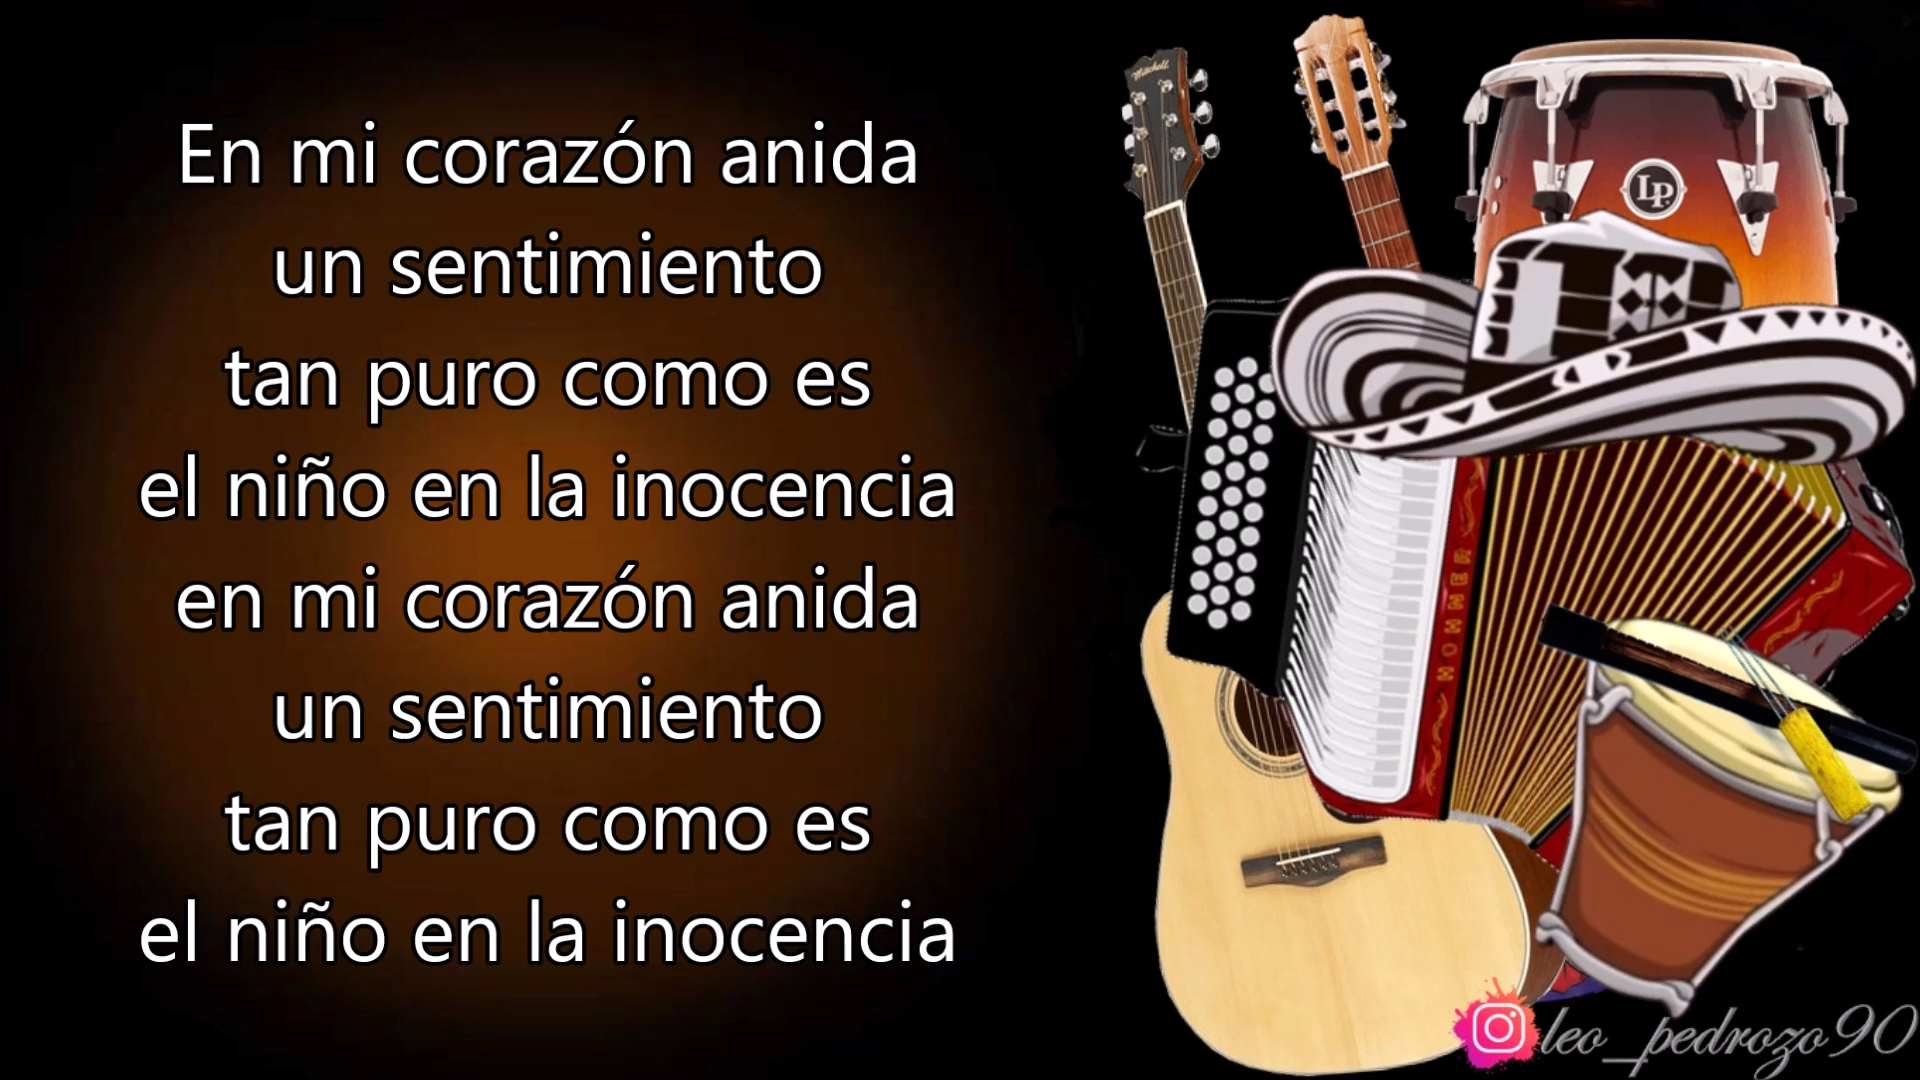 En mi corazón anida
un sentimiento
tan puro como es
el niño en la inocencia
en mi corazón anida
un sentimiento
tan puro como es
el niño en la inocencia
Mitchell
LP.
HOHNER
leo_pedrozo90